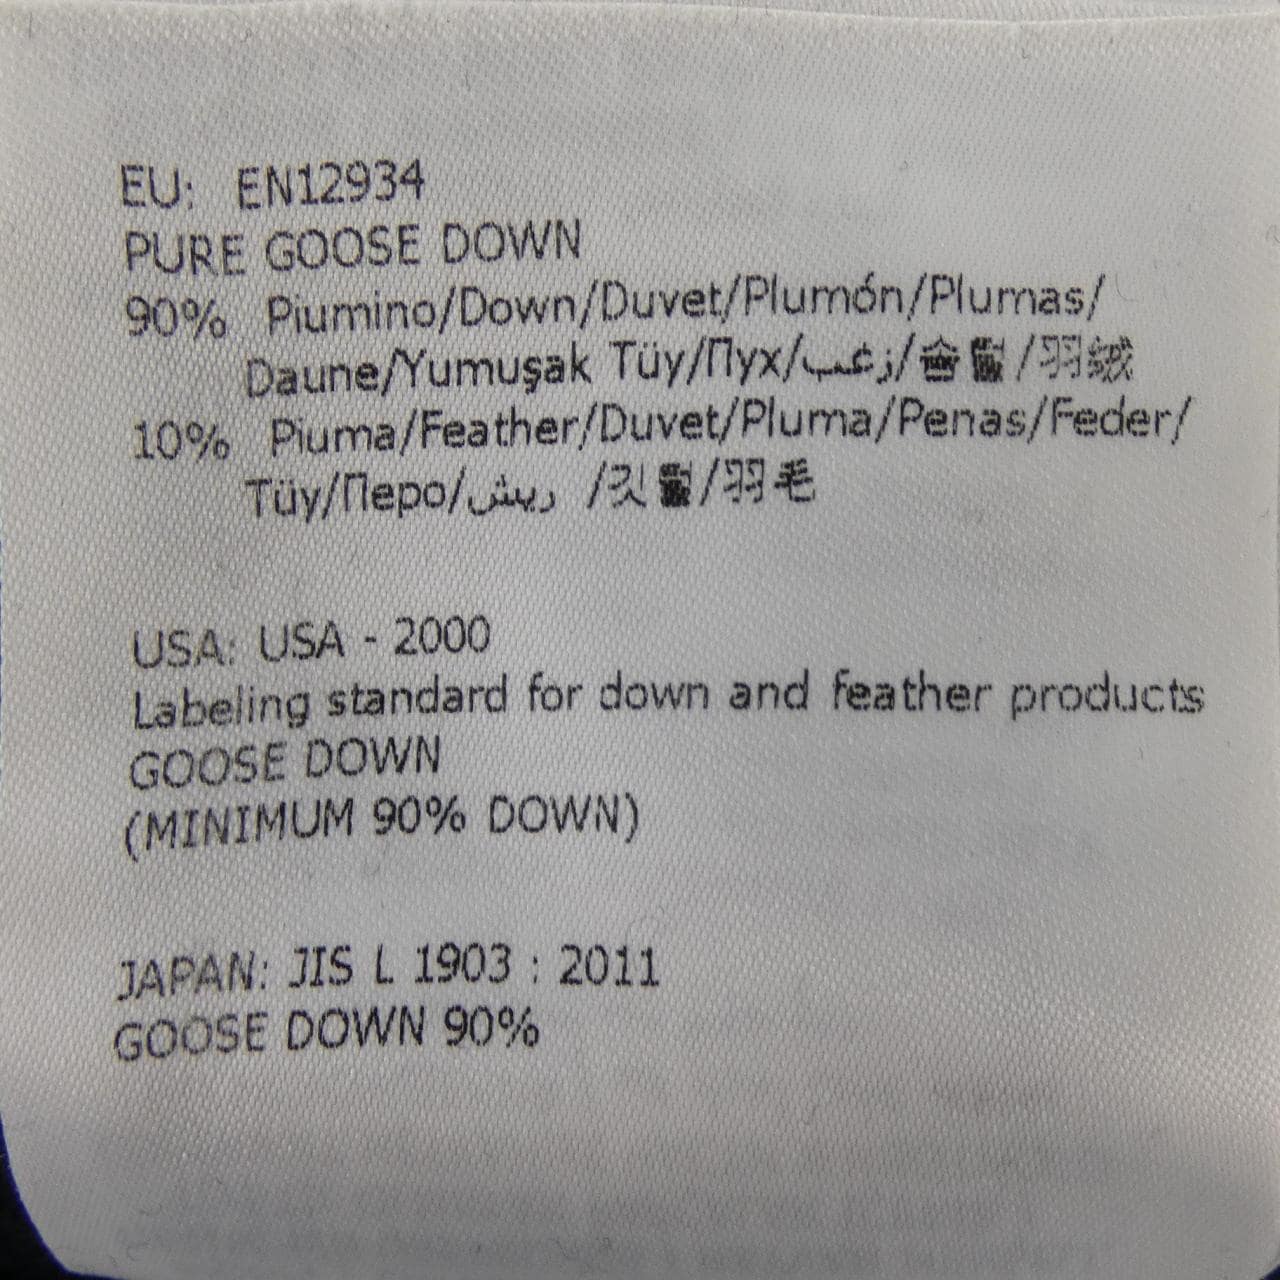 EU: EN12934
PURE GOOSE DOWN
90% Piumino/Down/Duvet/Plumón/Plumas/
Daune/Yumuşak Tüy/Пух/زغب/솜털/羽绒
10% Piuma/Feather/Duvet/Pluma/Penas/Feder/
Tüy/Перо/ريش /깃털/羽毛
USA: USA - 2000
Labeling standard for down and feather products
GOOSE DOWN
(MINIMUM 90% DOWN)
JAPAN: JIS L 1903 : 2011
GOOSE DOWN 90%